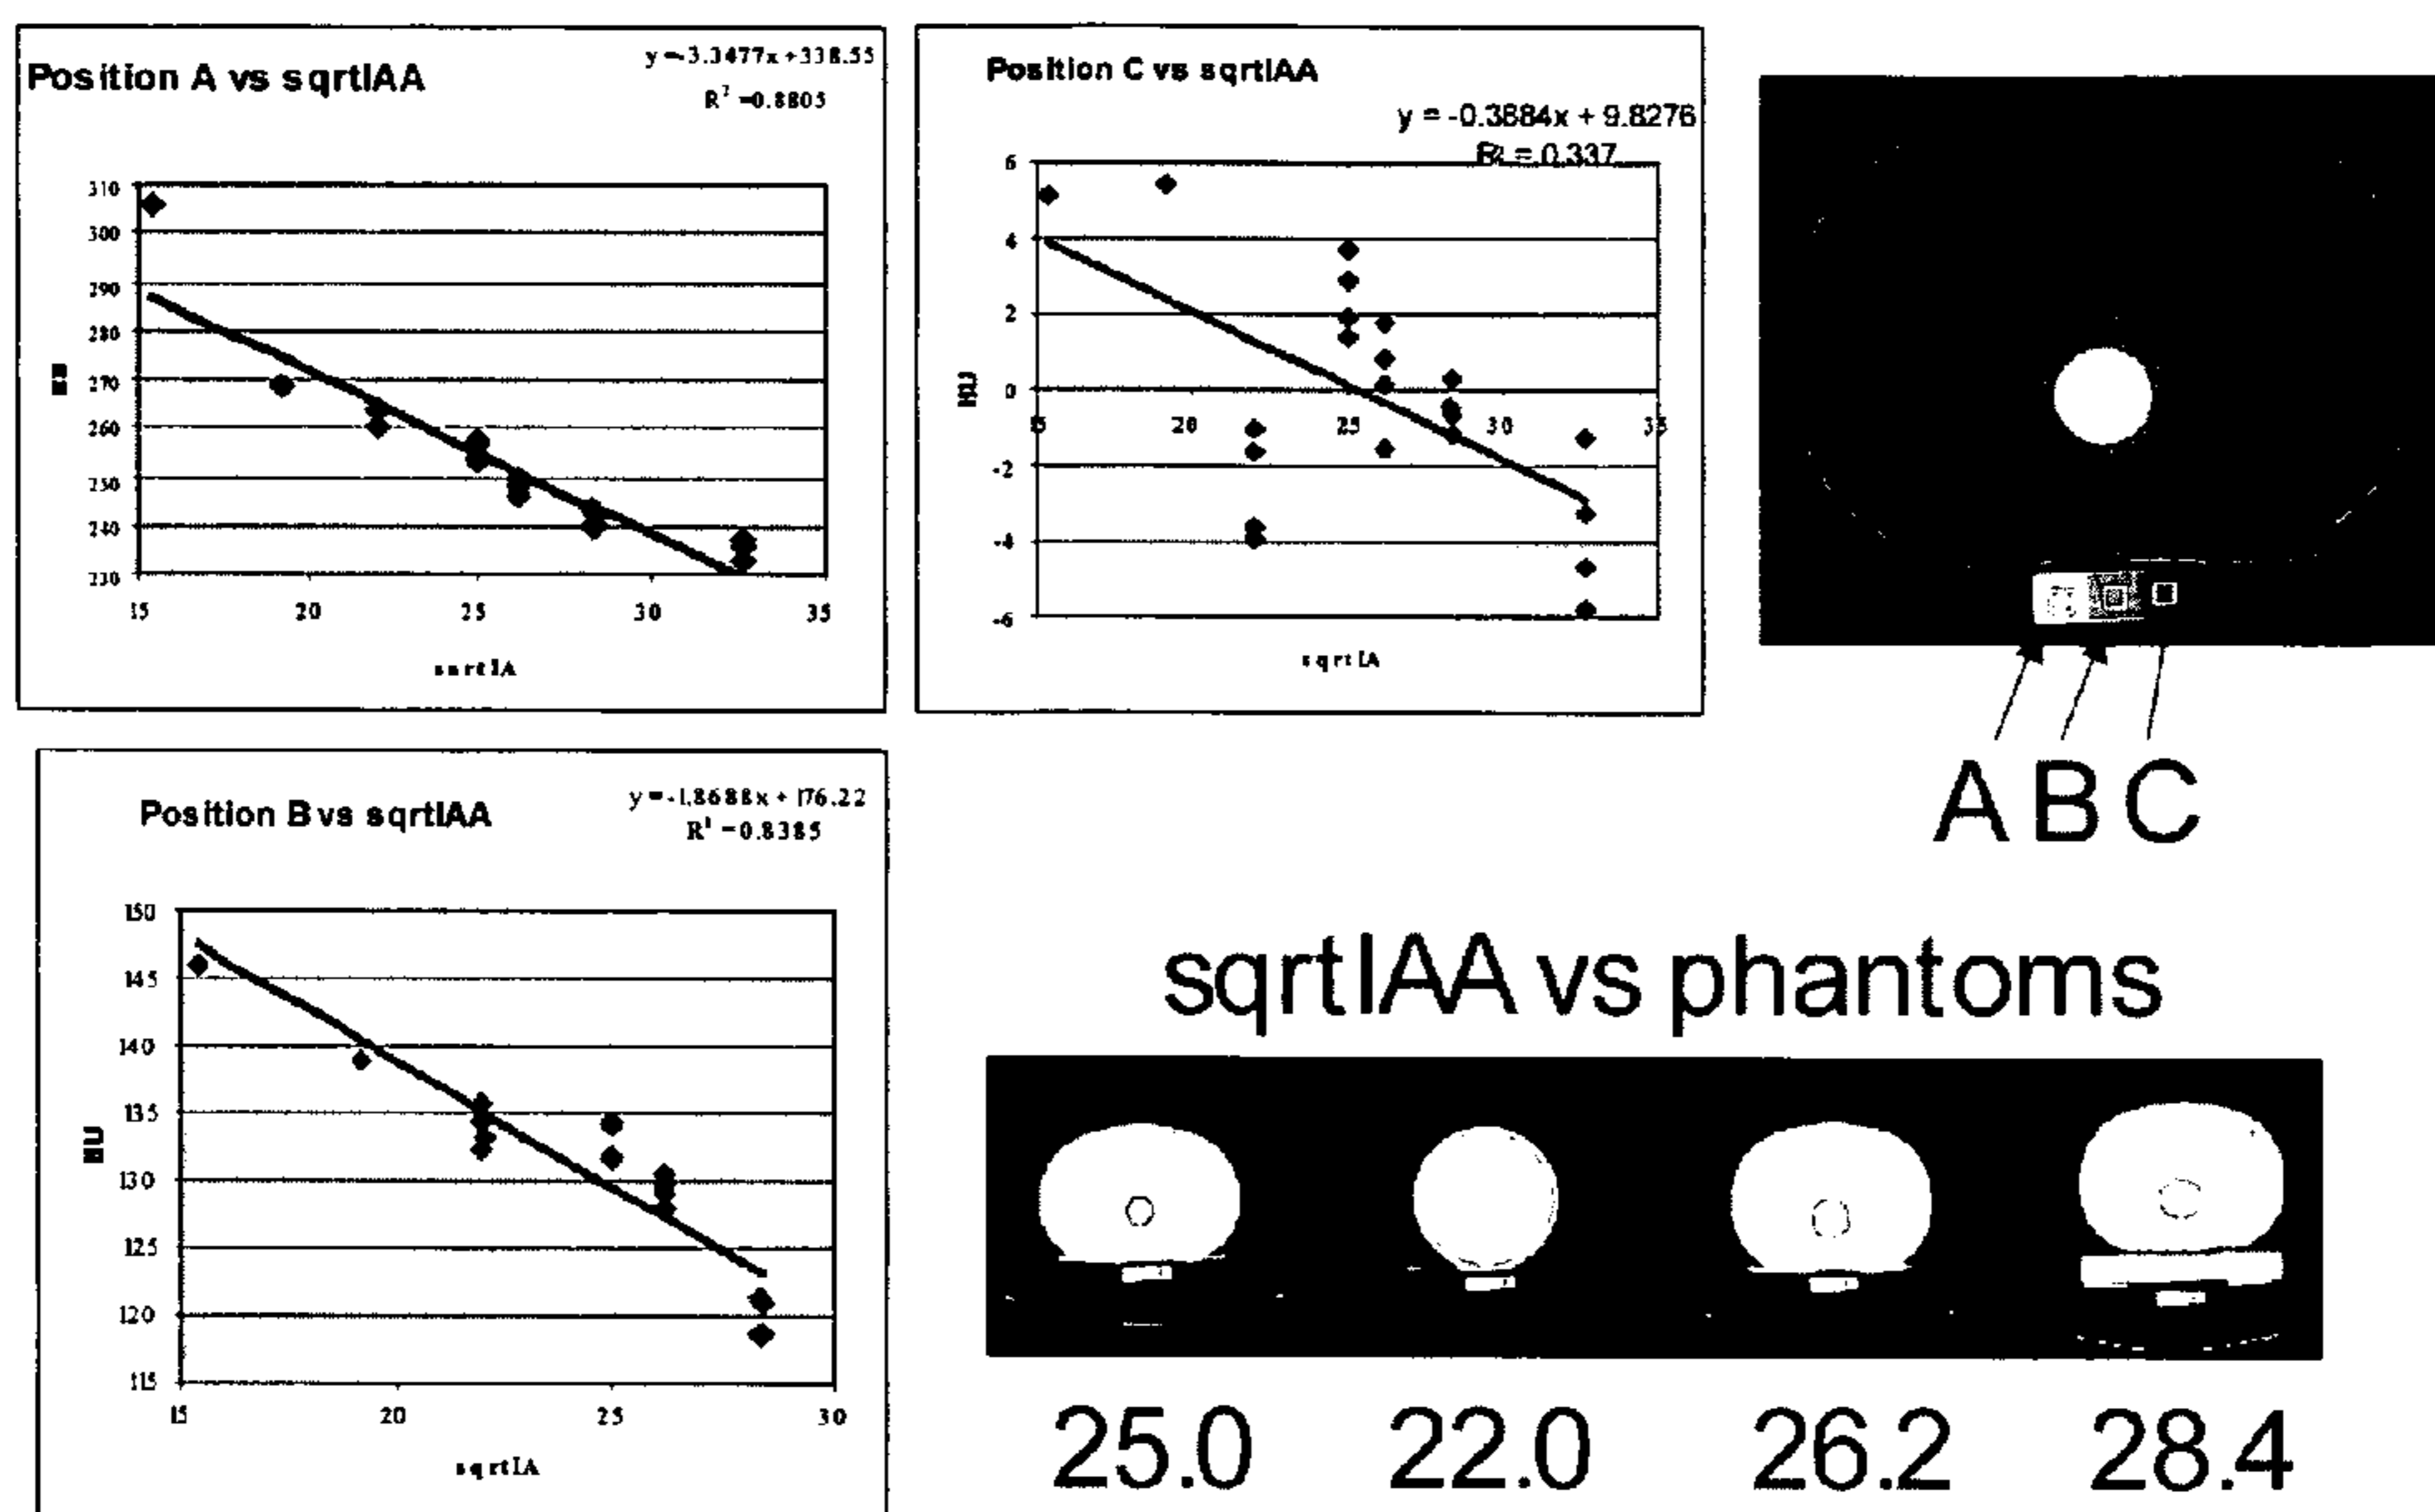 Position A vs sqrtIAA
y=-3.3477x+338.55
R² =0.8805
310
300
290
280
270
260
250
240
230
15 20 25 30 35
Position C vs sqrtIAA
y = -0.3884x + 9.8276
R² = 0.337
6
4
2
0
-2
-4
-6
20 25 30 35
HU
sqrtIA
A B C
Position B vs sqrtIAA
y=-1.8688x + 176.22
=0.8385
150
145
140
135
130
125
120
115
HU
15 20 25 30
sqrtIA
sqrtIAA vs phantoms
25.0 22.0 26.2 28.4